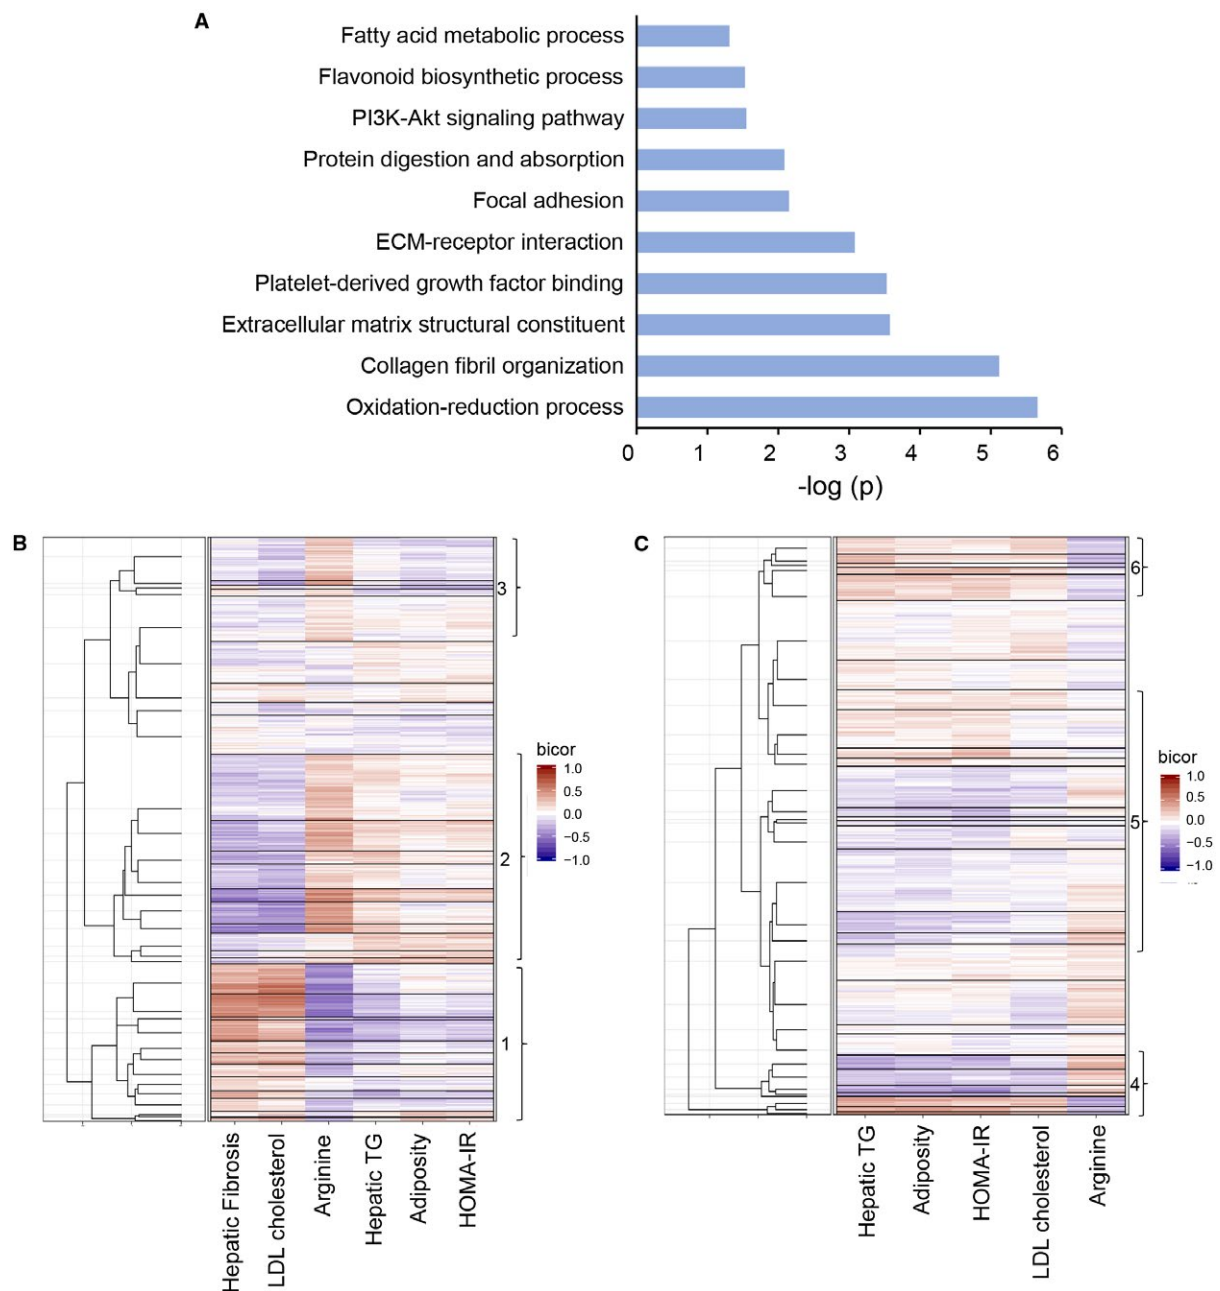 A
Fatty acid metabolic process
Flavonoid biosynthetic process
PI3K-Akt signaling pathway
Protein digestion and absorption
Focal adhesion
ECM-receptor interaction
Platelet-derived growth factor binding
Extracellular matrix structural constituent
Collagen fibril organization
Oxidation-reduction process
0 1 2 3 4 5 6
-log (p)
B
3
2
1
bicor
1.0
0.5
0.0
−0.5
−1.0
Hepatic Fibrosis
LDL cholesterol
Arginine
Hepatic TG
Adiposity
HOMA-IR
C
6
5
4
bicor
1.0
0.5
0.0
−0.5
−1.0
Hepatic TG
Adiposity
HOMA-IR
LDL cholesterol
Arginine